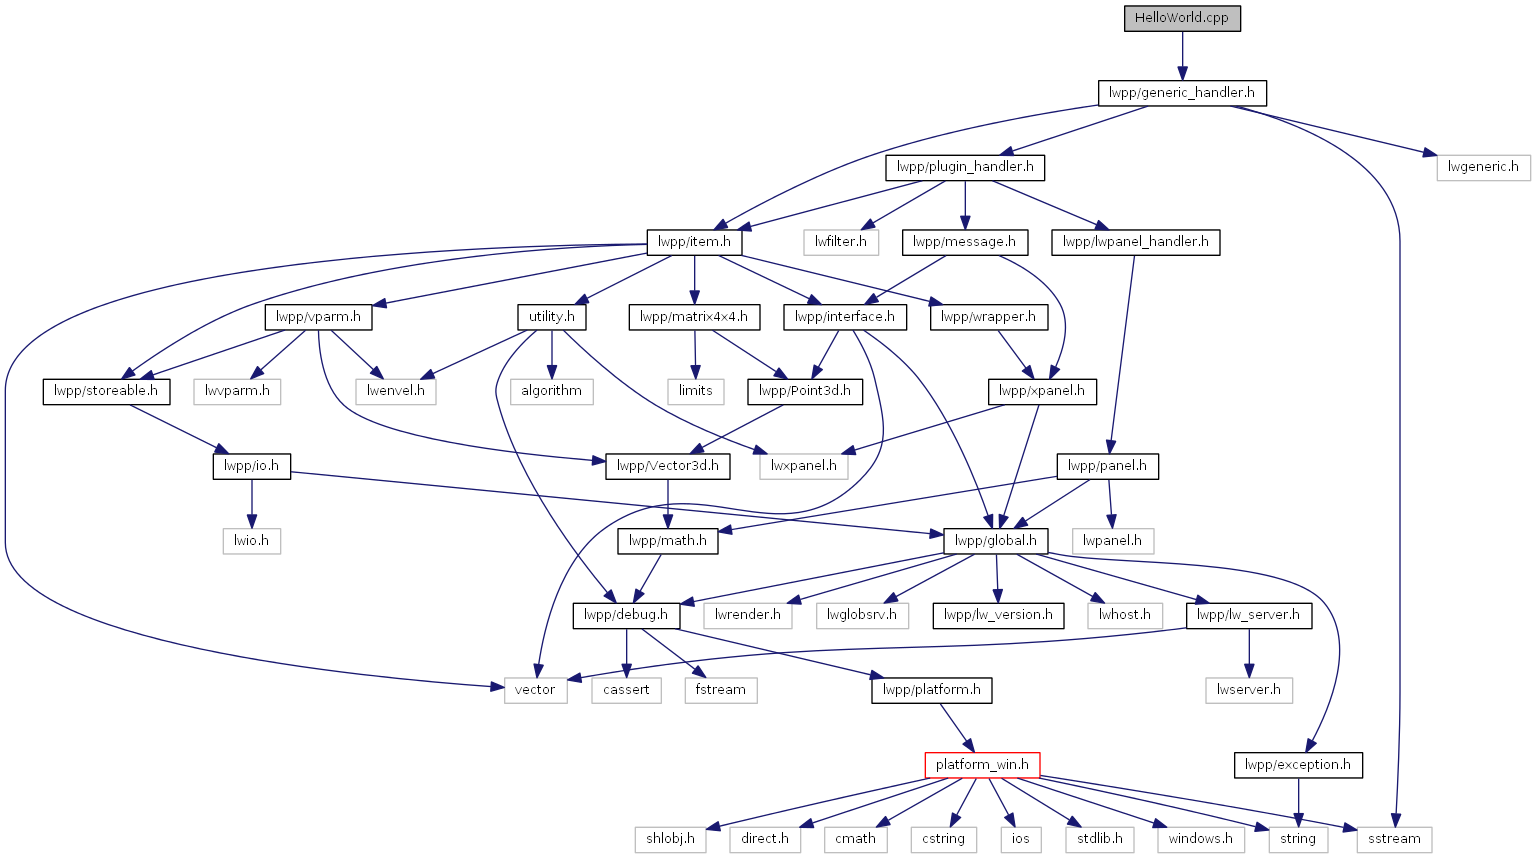 HelloWorld.cpp
lwpp/generic_handler.h
lwpp/plugin_handler.h
lwgeneric.h
lwpp/item.h
lwfilter.h
lwpp/message.h
lwpp/lwpanel_handler.h
lwpp/vparm.h
utility.h
lwpp/matrix4x4.h
lwpp/interface.h
lwpp/wrapper.h
lwpp/storeable.h
lwvparm.h
lwenvel.h
algorithm
limits
lwpp/Point3d.h
lwpp/xpanel.h
lwpp/io.h
lwpp/Vector3d.h
lwxpanel.h
lwpp/panel.h
lwio.h
lwpp/math.h
lwpp/global.h
lwpanel.h
lwpp/debug.h
lwrender.h
lwglobsrv.h
lwpp/lw_version.h
lwhost.h
lwpp/lw_server.h
vector
cassert
fstream
lwpp/platform.h
lwserver.h
platform_win.h
lwpp/exception.h
shlobj.h
direct.h
cmath
cstring
ios
stdlib.h
windows.h
string
sstream